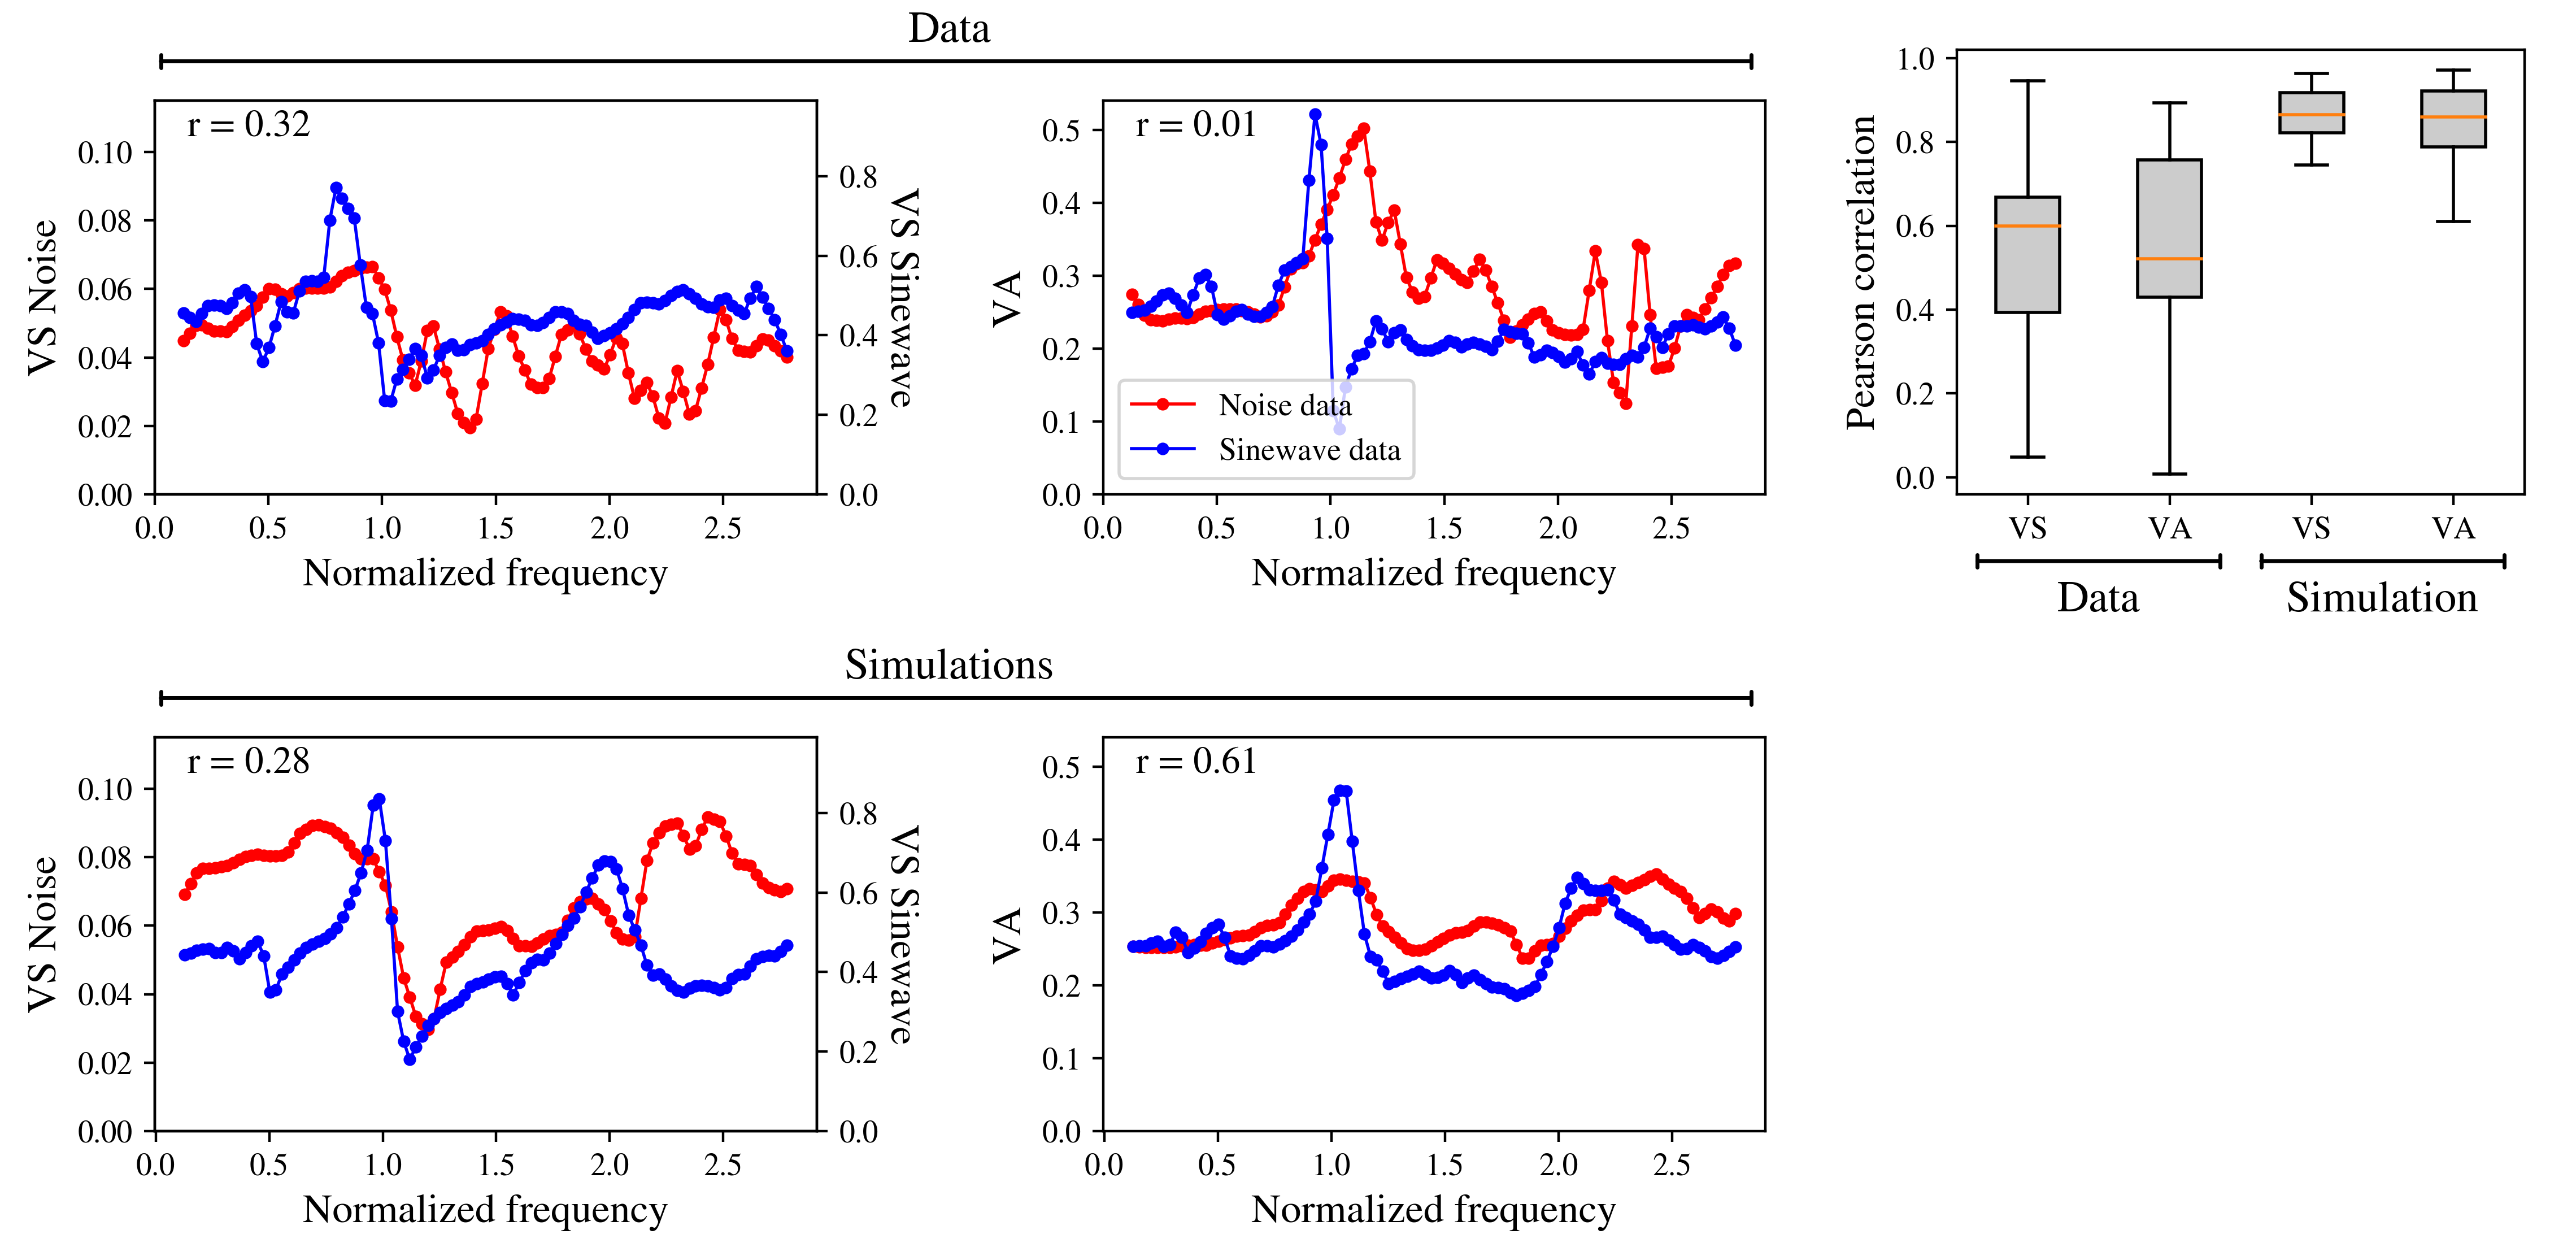 Data
r = 0.32
0.10
0.08
0.06
0.04
0.02
0.00
VS Noise
0.8
0.6
0.4
0.2
0.0
VS Sinewave
0.0 0.5 1.0 1.5 2.0 2.5
Normalized frequency
r = 0.01
0.5
0.4
0.3
0.2
0.1
0.0
VA
Noise data
Sinewave data
0.0 0.5 1.0 1.5 2.0 2.5
Normalized frequency
1.0
0.8
0.6
0.4
0.2
0.0
Pearson correlation
VS VA VS VA
Data Simulation
Simulations
r = 0.28
0.10
0.08
0.06
0.04
0.02
0.00
VS Noise
0.8
0.6
0.4
0.2
0.0
VS Sinewave
0.0 0.5 1.0 1.5 2.0 2.5
Normalized frequency
r = 0.61
0.5
0.4
0.3
0.2
0.1
0.0
VA
0.0 0.5 1.0 1.5 2.0 2.5
Normalized frequency